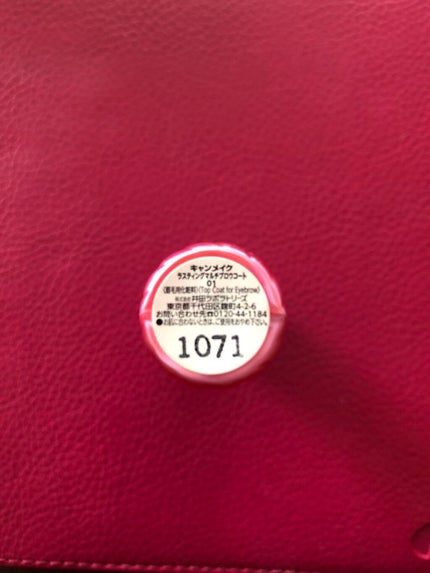 キャンメイク
ラスティングマルチブロウコート
01
〈眉毛用化粧料〉(Top Coat for Eyebrow)
株式会社井田ラボラトリーズ
東京都千代田区麹町4-2-6
お問い合わせ先☎0120-44-1184
●お肌に合わないときは、ご使用をおやめ下さい。
1071